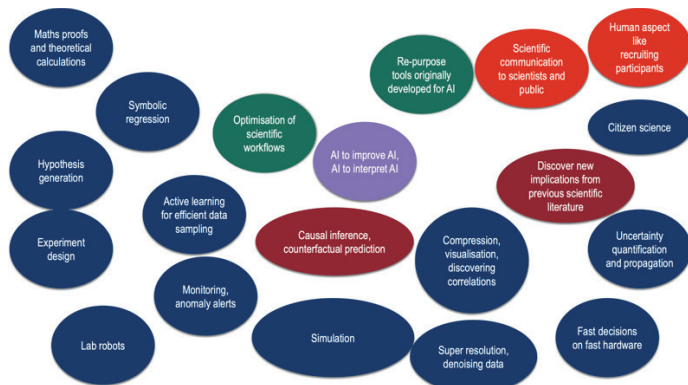 Maths proofs
and theoretical
calculations
Re-purpose
tools originally
developed for AI
Scientific
communication
to scientists and
public
Human aspect
like
recruiting
participants
Symbolic
regression
Optimisation of
scientific
workflows
AI to improve AI,
AI to interpret AI
Citizen science
Hypothesis
generation
Discover new
implications from
previous scientific
literature
Active learning
for efficient data
sampling
Experiment
design
Causal inference,
counterfactual prediction
Compression,
visualisation,
discovering
correlations
Uncertainty
quantification
and propagation
Monitoring,
anomaly alerts
Lab robots
Simulation
Super resolution,
denoising data
Fast decisions
on fast hardware